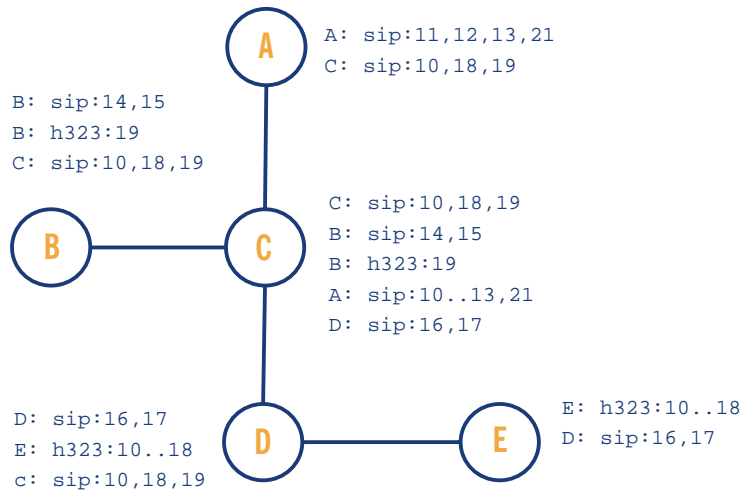 A
A: sip:11,12,13,21
C: sip:10,18,19
B: sip:14,15
B: h323:19
C: sip:10,18,19
B
C
C: sip:10,18,19
B: sip:14,15
B: h323:19
A: sip:10..13,21
D: sip:16,17
D: sip:16,17
E: h323:10..18
c: sip:10,18,19
D
E
E: h323:10..18
D: sip:16,17